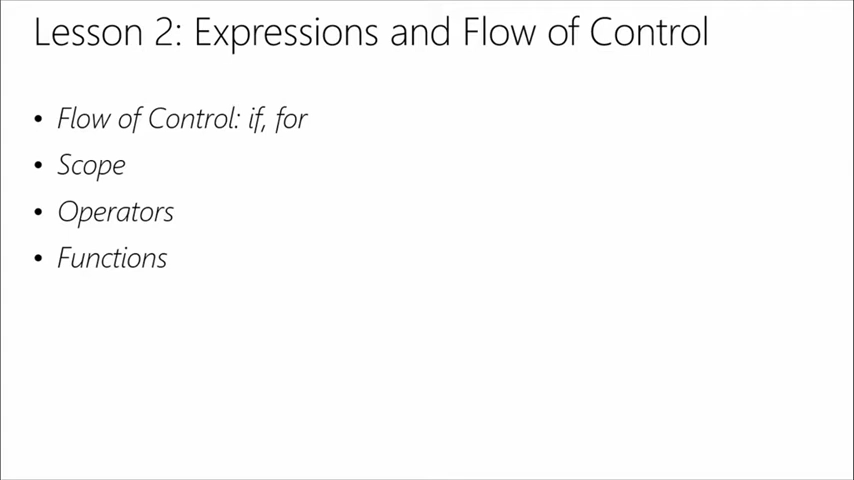 Lesson 2: Expressions and Flow of Control
• Flow of Control: if, for
• Scope
• Operators
• Functions